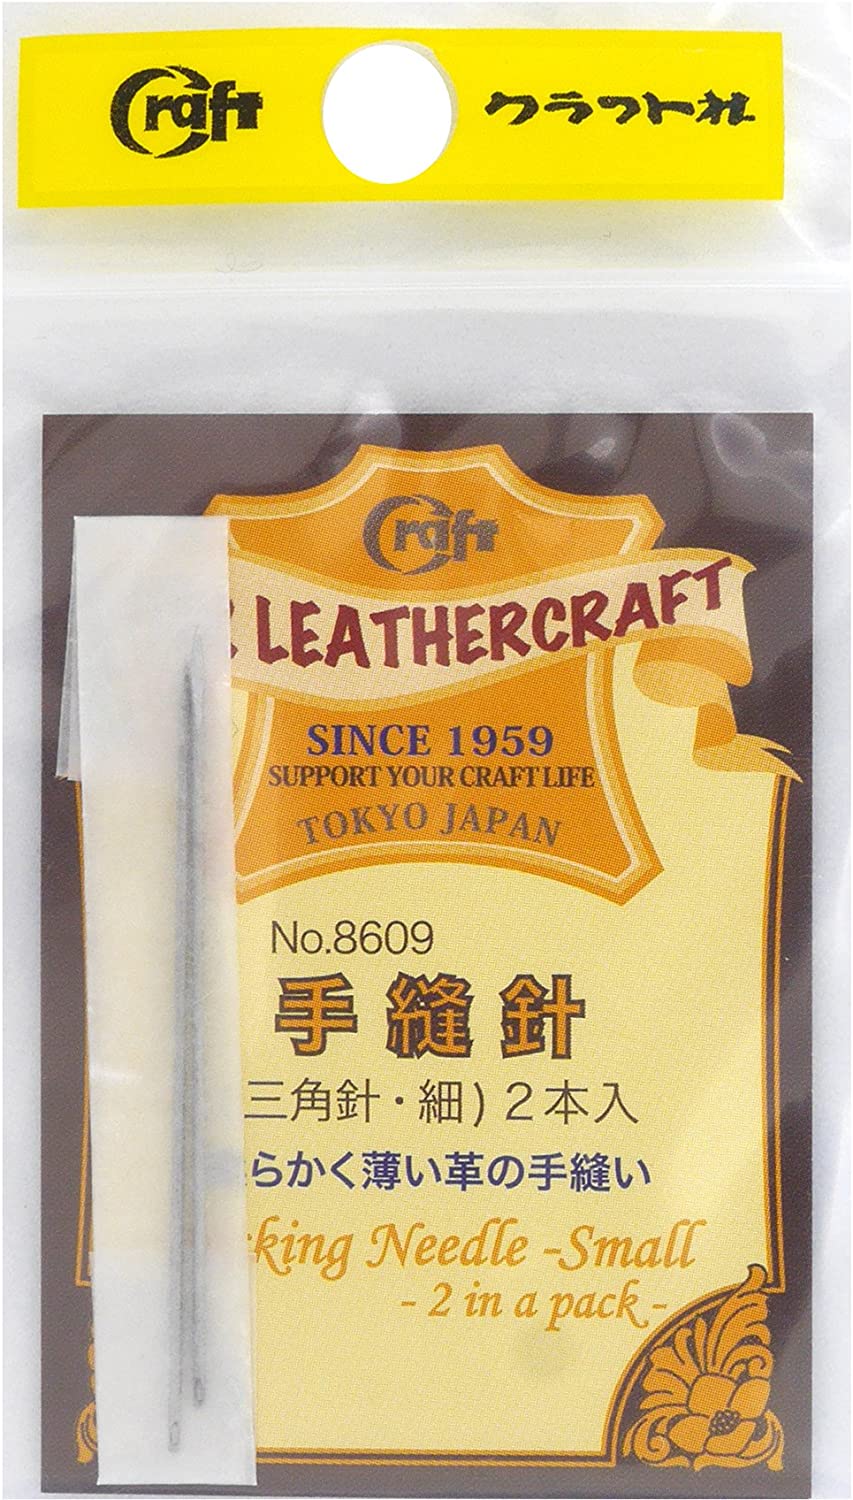 Craft クラフト社
Craft
LEATHERCRAFT
SINCE 1959
SUPPORT YOUR CRAFT LIFE
TOKYO JAPAN
No.8609
手縫針
三角針・細) 2本入
らかく薄い革の手縫い
Needle -Small
- 2 in a pack -